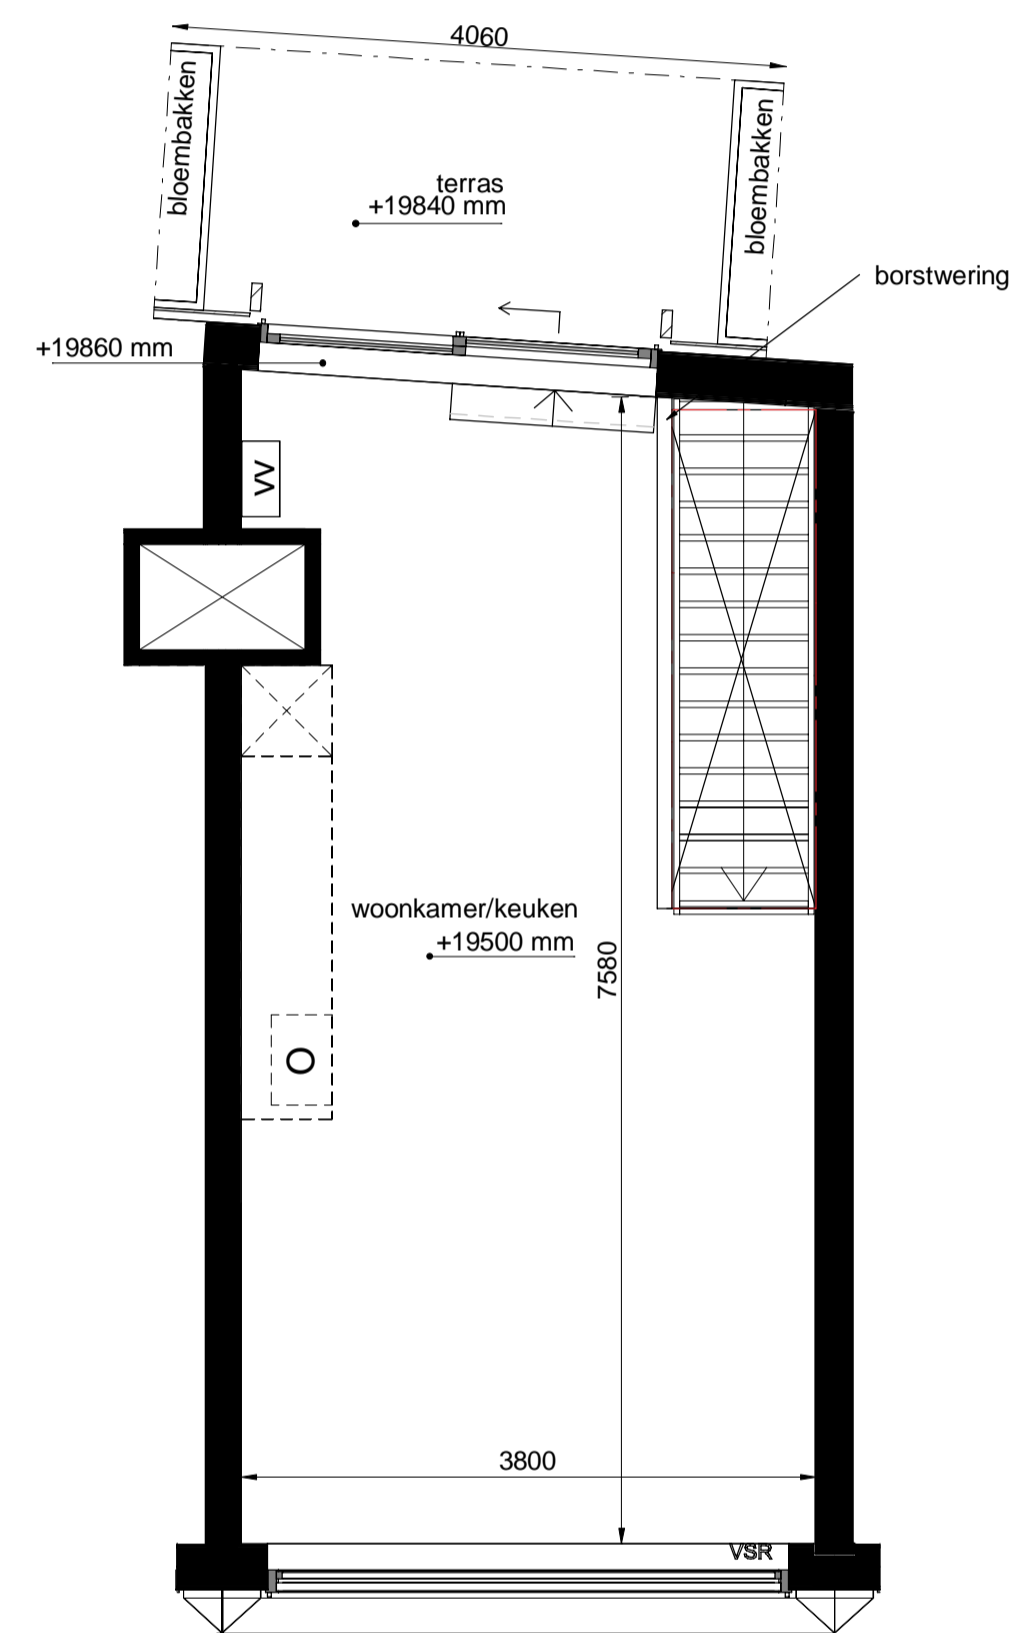 4060
bloembakken
bloembakken
terras
+19840 mm
borstwering
+19860 mm
VV
woonkamer/keuken
+19500 mm
7580
O
3800
VSR